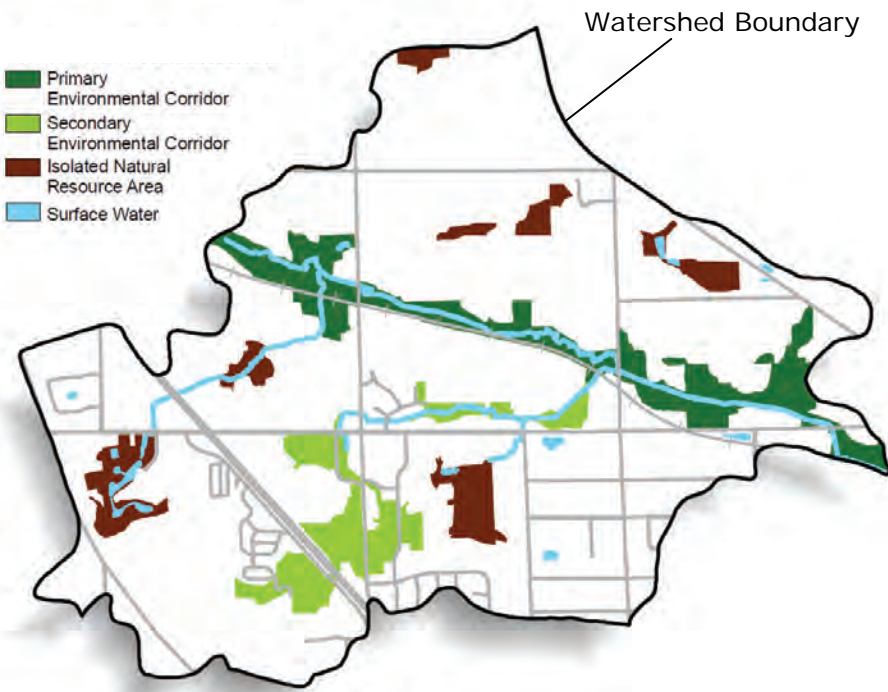 Watershed Boundary
Primary
Environmental Corridor
Secondary
Environmental Corridor
Isolated Natural
Resource Area
Surface Water